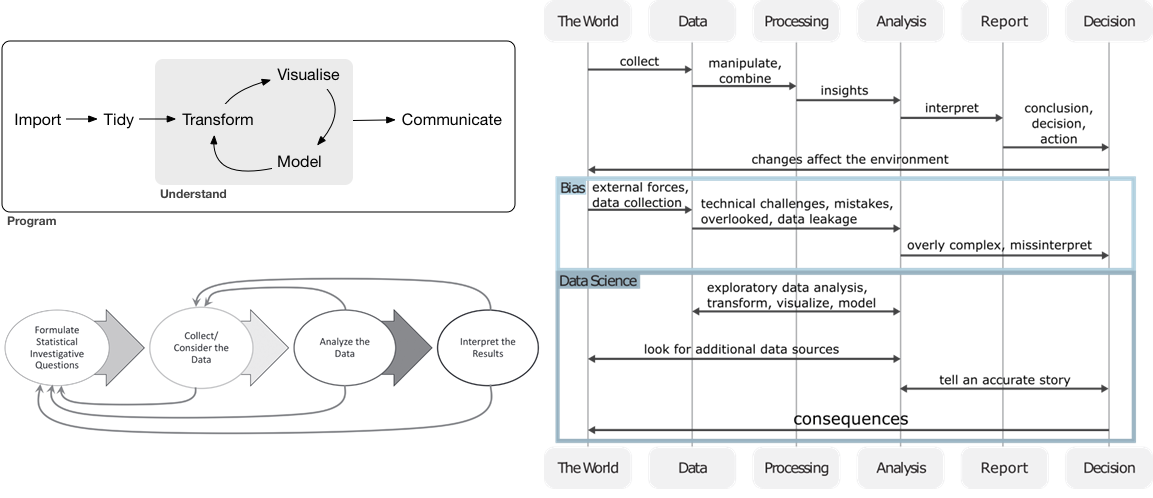 Visualise
Import
Tidy
Transform
Communicate
Model
Understand
Program
Formulate
Statistical
Investigative
Questions
Collect/
Consider the
Data
Analyze the
Data
Interpret the
Results
The World
Data
Processing
Analysis
Report
Decision
collect
manipulate,
combine
insights
interpret
conclusion,
decision,
action
changes affect the environment
Bias
external forces,
data collection
technical challenges, mistakes,
overlooked, data leakage
overly complex, missinterpret
Data Science
exploratory data analysis,
transform, visualize, model
look for additional data sources
tell an accurate story
consequences
The World
Data
Processing
Analysis
Report
Decision